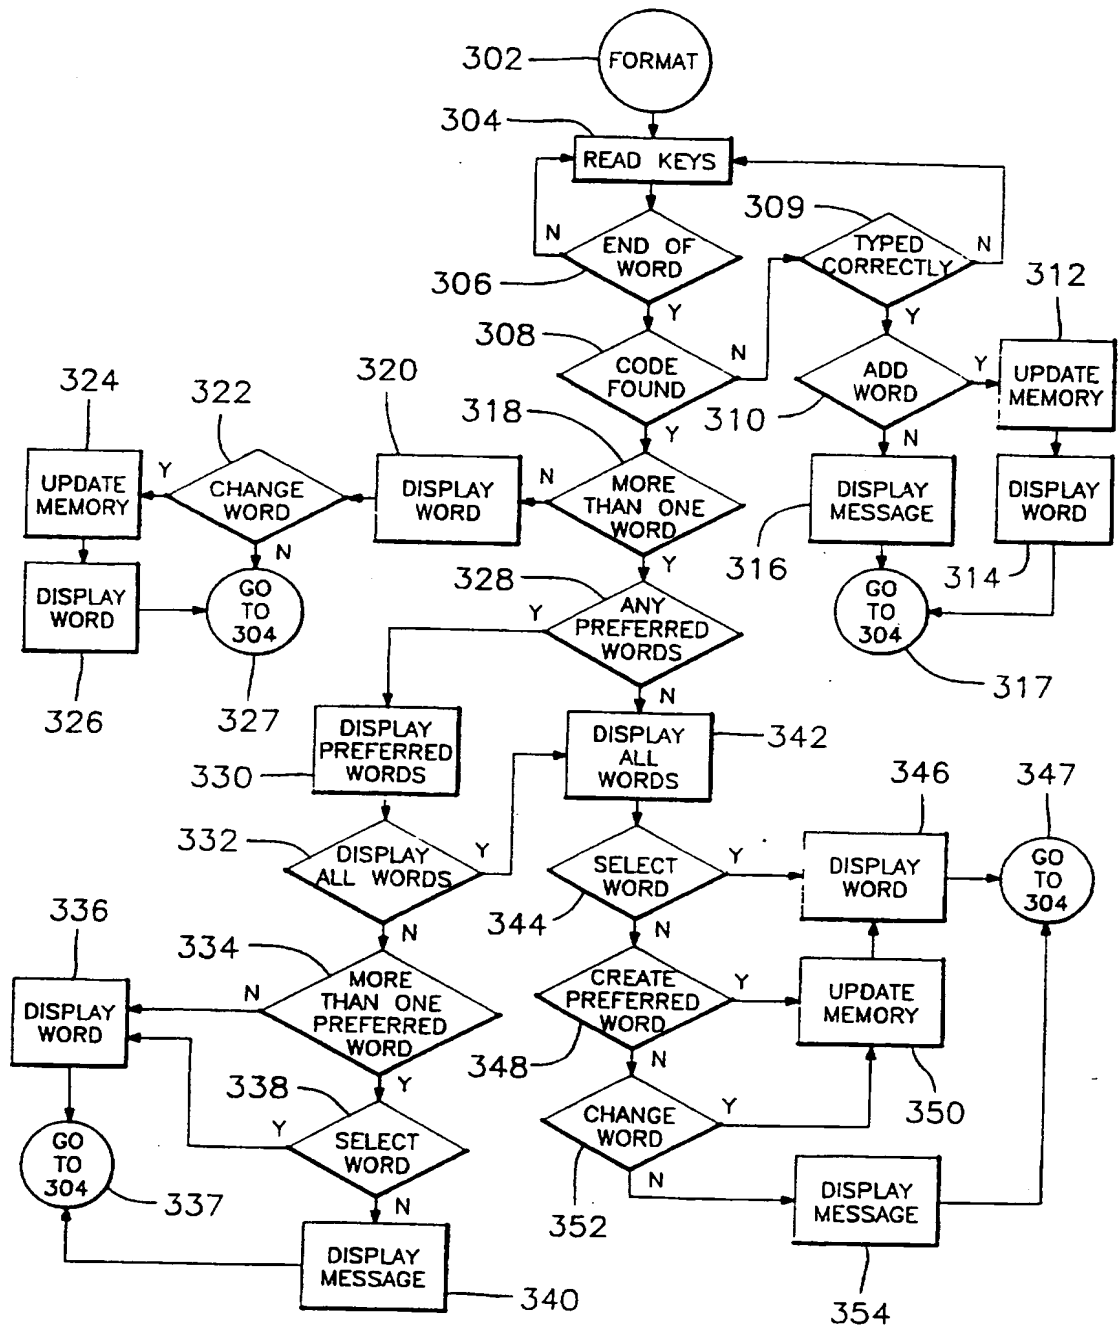 302
FORMAT
304
READ KEYS
N
END OF
WORD
306
Y
309
TYPED
CORRECTLY
N
Y
308
CODE
FOUND
N
Y
310
ADD
WORD
Y
N
312
UPDATE
MEMORY
DISPLAY
WORD
314
DISPLAY
MESSAGE
316
GO
TO
304
317
318
MORE
THAN ONE
WORD
N
Y
320
DISPLAY
WORD
322
CHANGE
WORD
Y
N
324
UPDATE
MEMORY
DISPLAY
WORD
326
GO
TO
304
327
328
ANY
PREFERRED
WORDS
Y
N
DISPLAY
PREFERRED
WORDS
330
DISPLAY
ALL
WORDS
342
332
DISPLAY
ALL WORDS
Y
N
334
MORE
THAN ONE
PREFERRED
WORD
N
Y
336
DISPLAY
WORD
338
SELECT
WORD
Y
N
GO
TO
304
337
DISPLAY
MESSAGE
340
SELECT
WORD
344
Y
N
346
DISPLAY
WORD
347
GO
TO
304
CREATE
PREFERRED
WORD
348
Y
N
UPDATE
MEMORY
350
CHANGE
WORD
352
Y
N
DISPLAY
MESSAGE
354